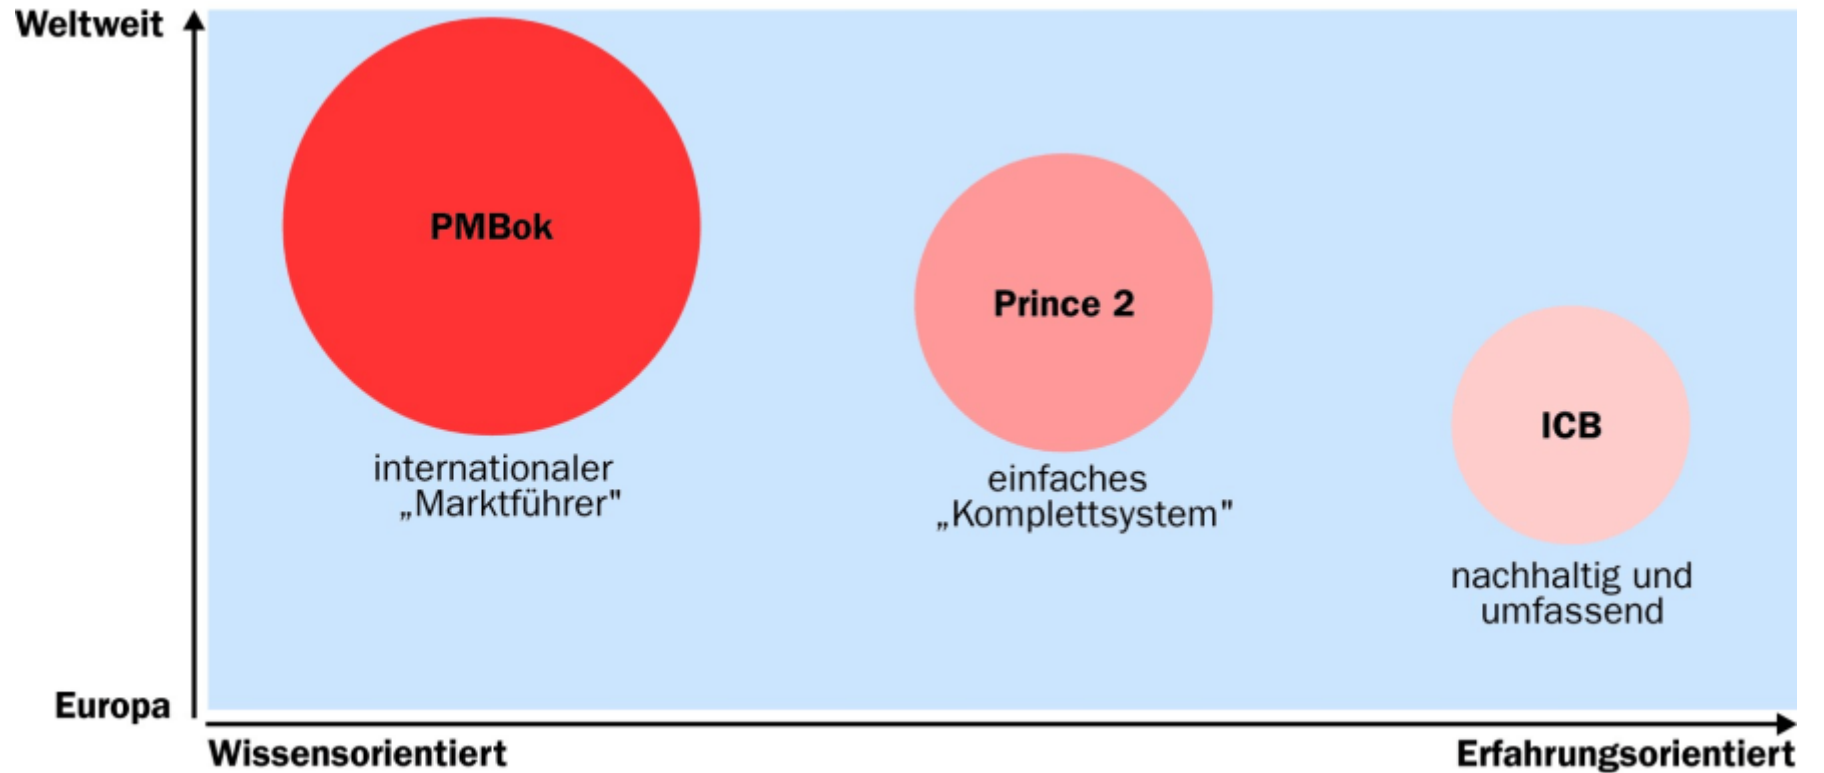 Weltweit
PMBok
internationaler
„Marktführer"
Prince 2
einfaches
„Komplettsystem"
ICB
nachhaltig und
umfassend
Europa
Wissensorientiert
Erfahrungsorientiert